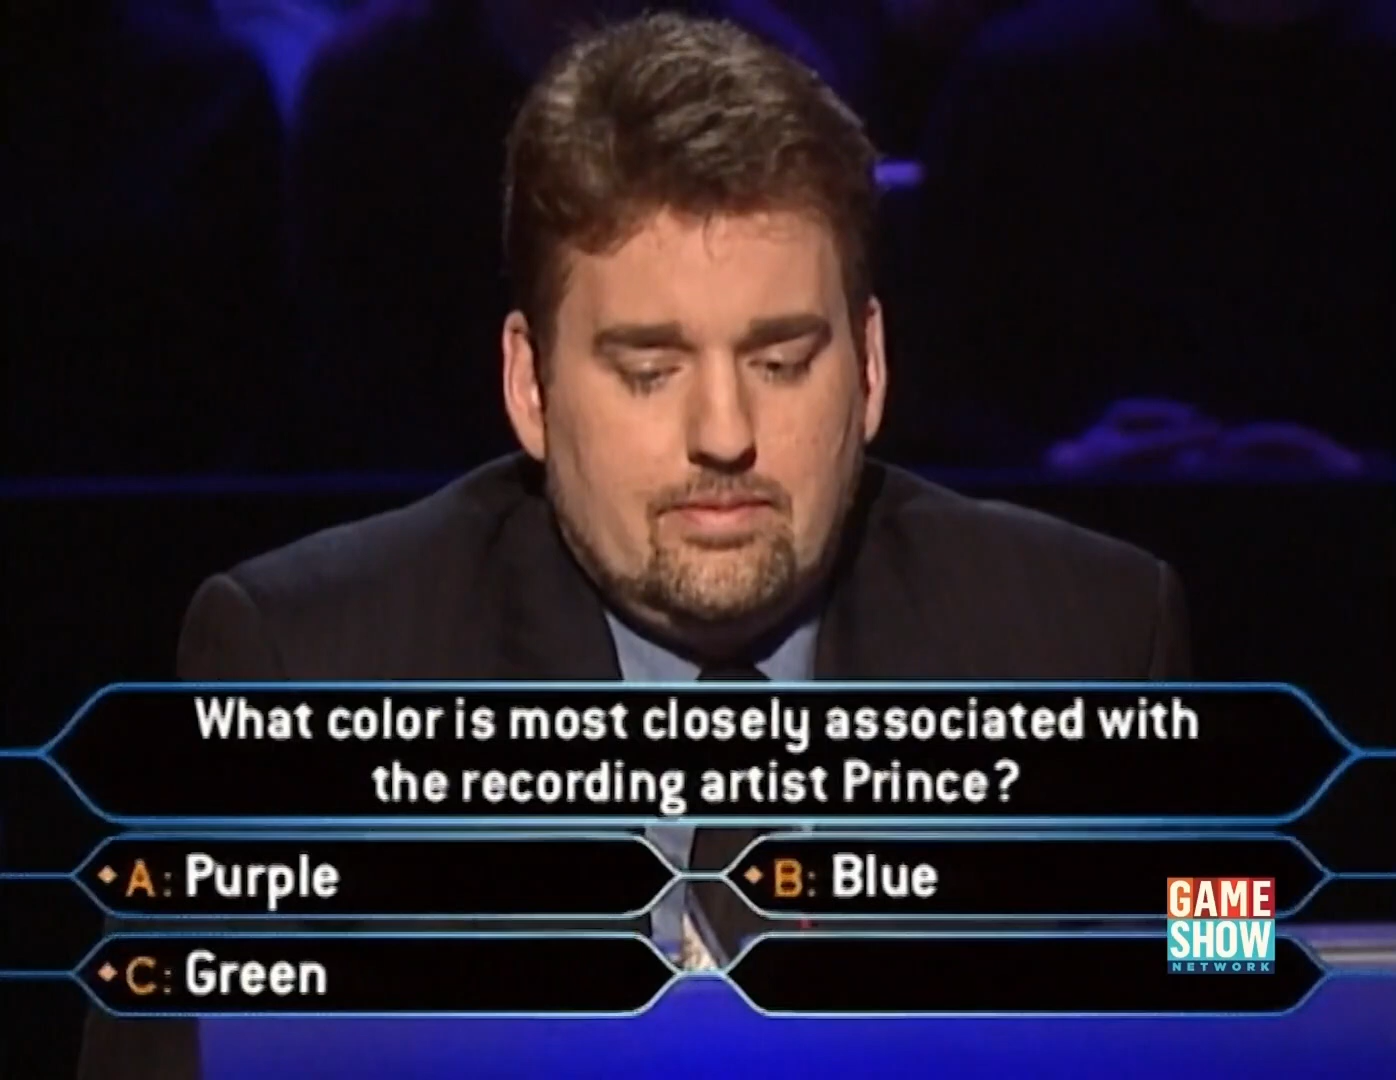 What color is most closely associated with
the recording artist Prince?
A: Purple
B: Blue
C: Green
GAME
SHOW
NETWORK